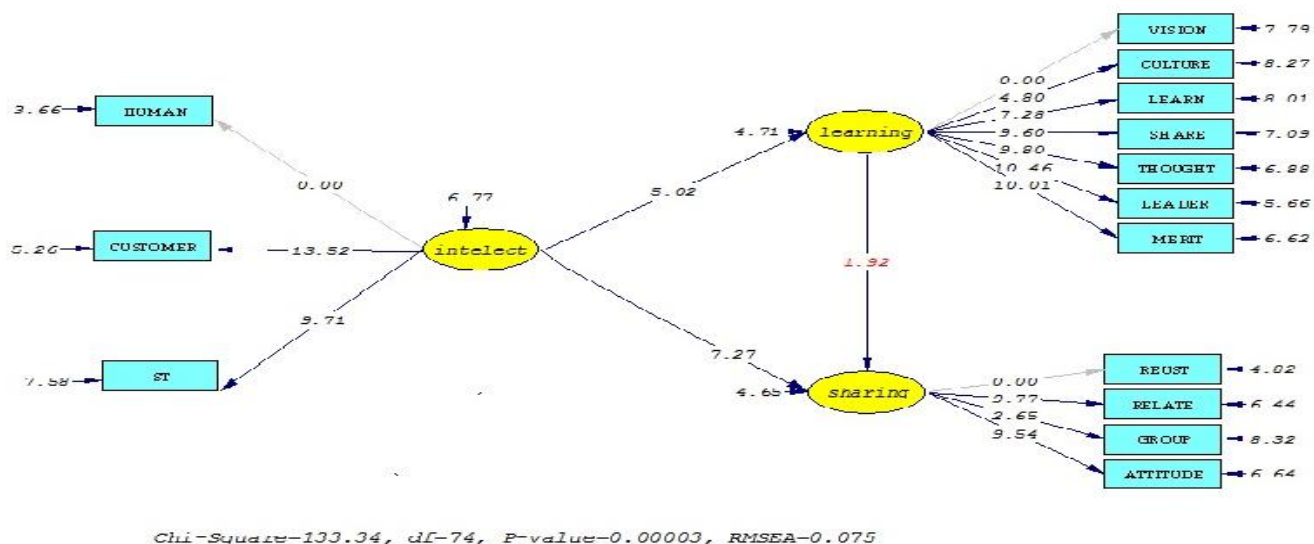 VISION
7.79
CULTURE
8.27
LEARN
8.01
SHARE
7.09
THOUGHT
6.88
LEADER
5.66
MERIT
6.62
0.00
4.80
7.28
9.60
9.80
10.46
10.01
learning
4.71
5.02
1.92
3.66
HUMAN
0.00
6.77
intelect
5.26
CUSTOMER
13.52
9.71
7.58
ST
7.27
4.65
sharing
0.00
9.77
2.65
9.54
REUST
4.02
RELATE
6.44
GROUP
8.32
ATTITUDE
6.64
Chi-Square=133.34, df=74, P-value=0.00003, RMSEA=0.075